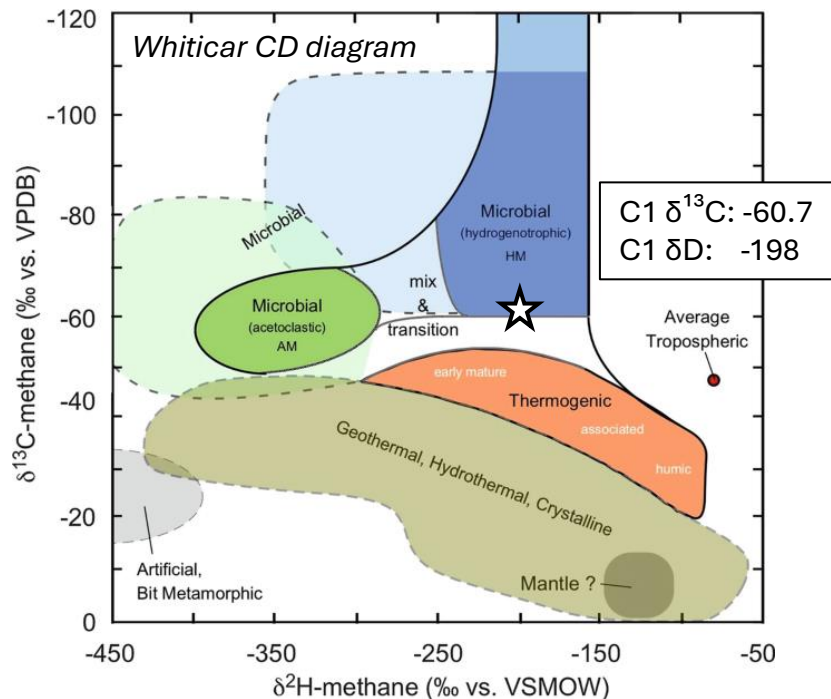 Whiticar CD diagram
-120
-100
-80
-60
-40
-20
0
δ¹³C-methane (‰ vs. VPDB)
-450
-350
-250
-150
-50
δ²H-methane (‰ vs. VSMOW)
Microbial
Microbial
(hydrogenotrophic)
HM
C1 δ¹³C: -60.7
C1 δD: -198
Microbial
(acetoclastic)
AM
mix
&
transition
Average
Tropospheric
early mature
Thermogenic
associated
humic
Geothermal, Hydrothermal, Crystalline
Artificial,
Bit Metamorphic
Mantle ?